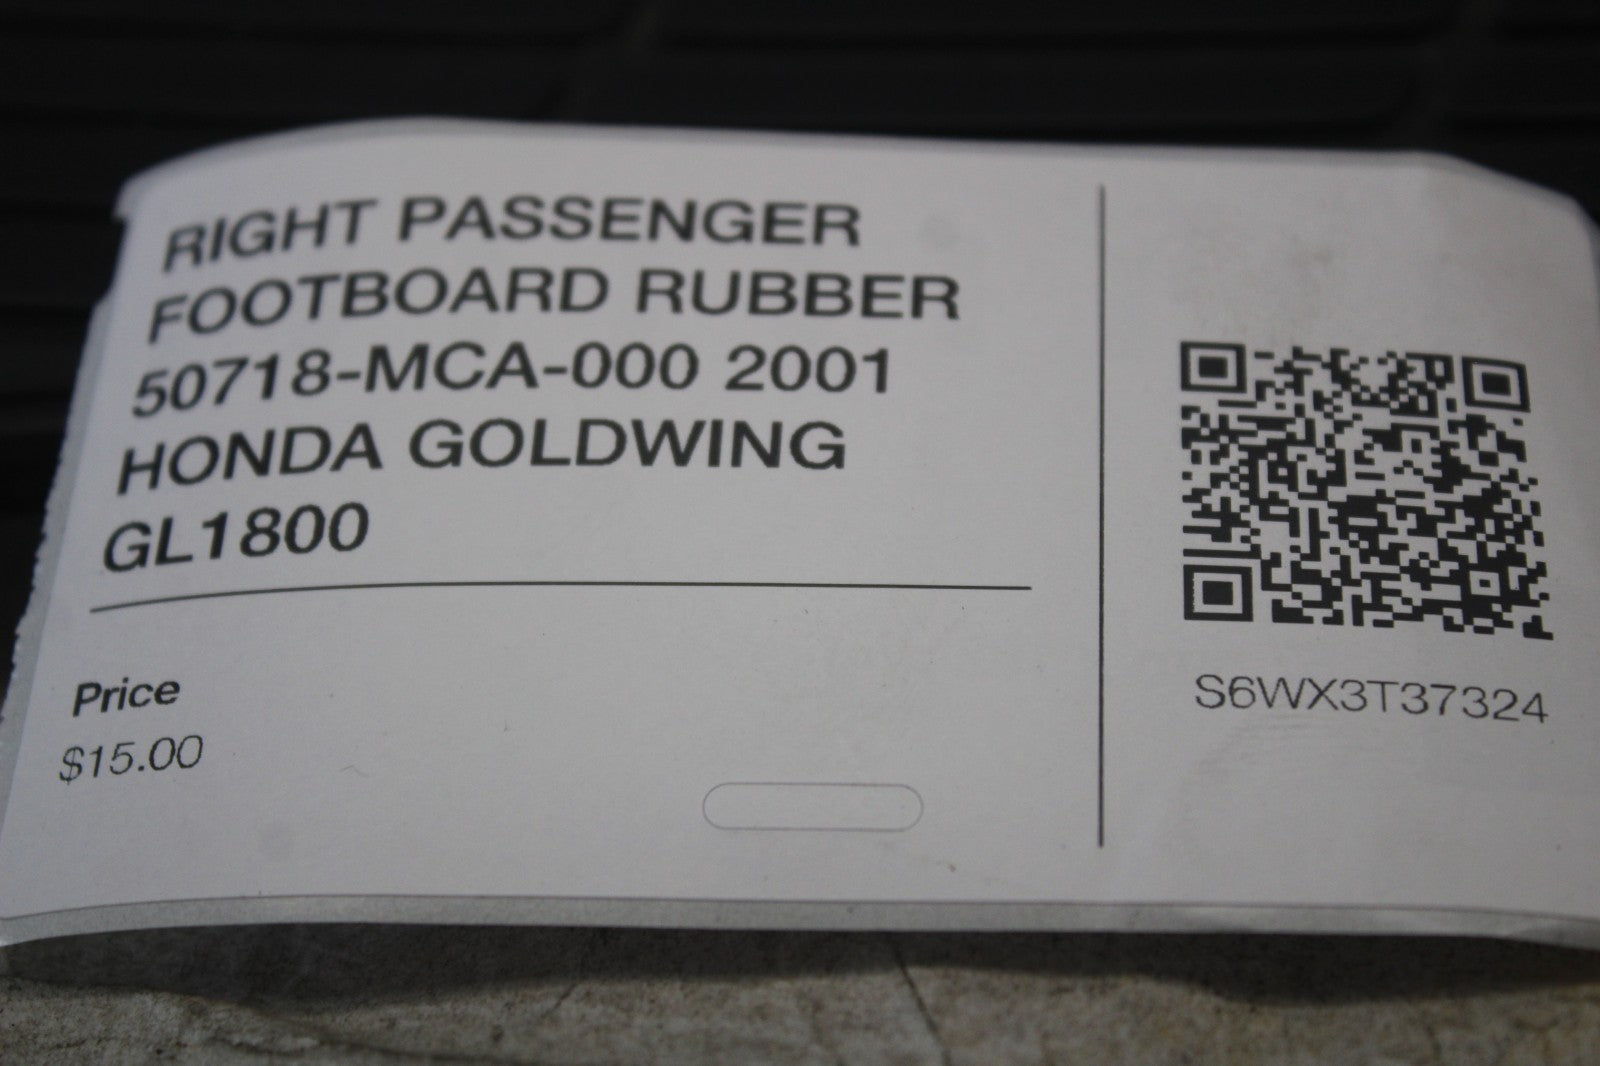 RIGHT PASSENGER
FOOTBOARD RUBBER
50718-MCA-000 2001
HONDA GOLDWING
GL1800
Price
$15.00
S6WX3T37324